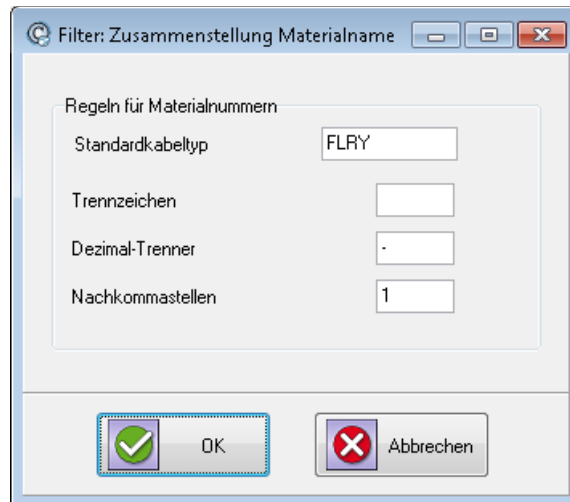 Filter: Zusammenstellung Materialname
Regeln für Materialnummern
Standardkabeltyp FLRY
Trennzeichen
Dezimal-Trenner -
Nachkommastellen 1
OK Abbrechen